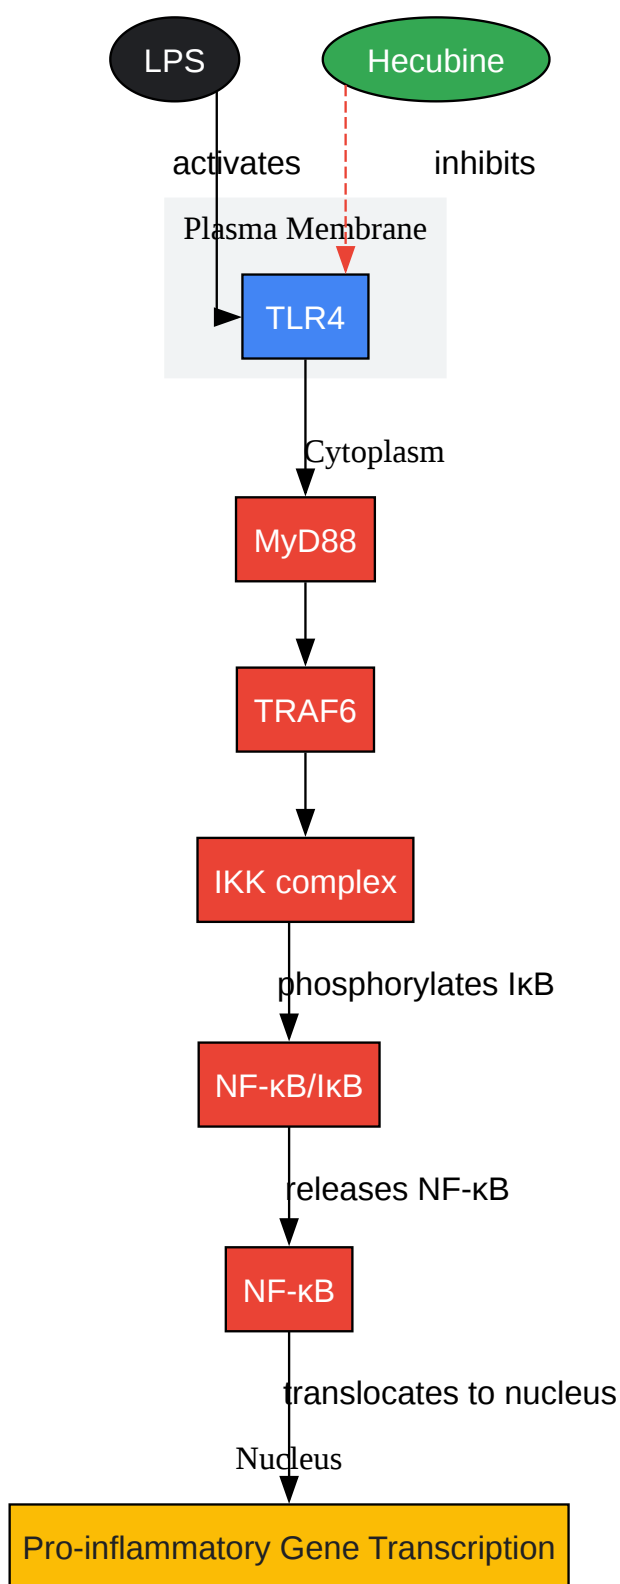 LPS
Hecubine
activates
inhibits
Plasma Membrane
TLR4
Cytoplasm
MyD88
TRAF6
IKK complex
phosphorylates IκB
NF-κB/IκB
releases NF-κB
NF-κB
translocates to nucleus
Nucleus
Pro-inflammatory Gene Transcription